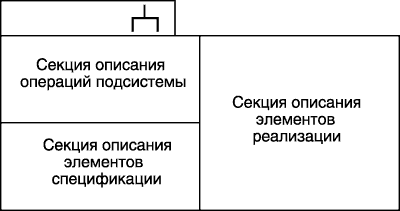 Секция описания
операций подсистемы
Секция описания
элементов
спецификации
Секция описания
элементов
реализации